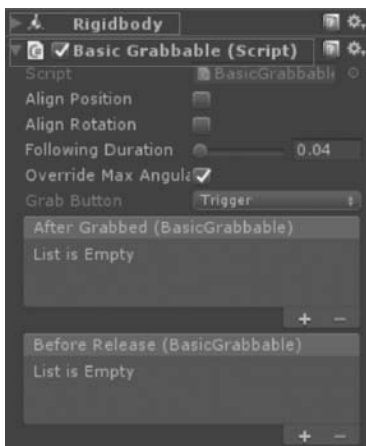 Rigidbody
Basic Grabbable (Script)
Script BasicGrabbabl
Align Position
Align Rotation
Following Duration 0.04
Override Max Angula
Grab Button Trigger
After Grabbed (BasicGrabbable)
List is Empty
+ −
Before Release (BasicGrabbable)
List is Empty
+ −